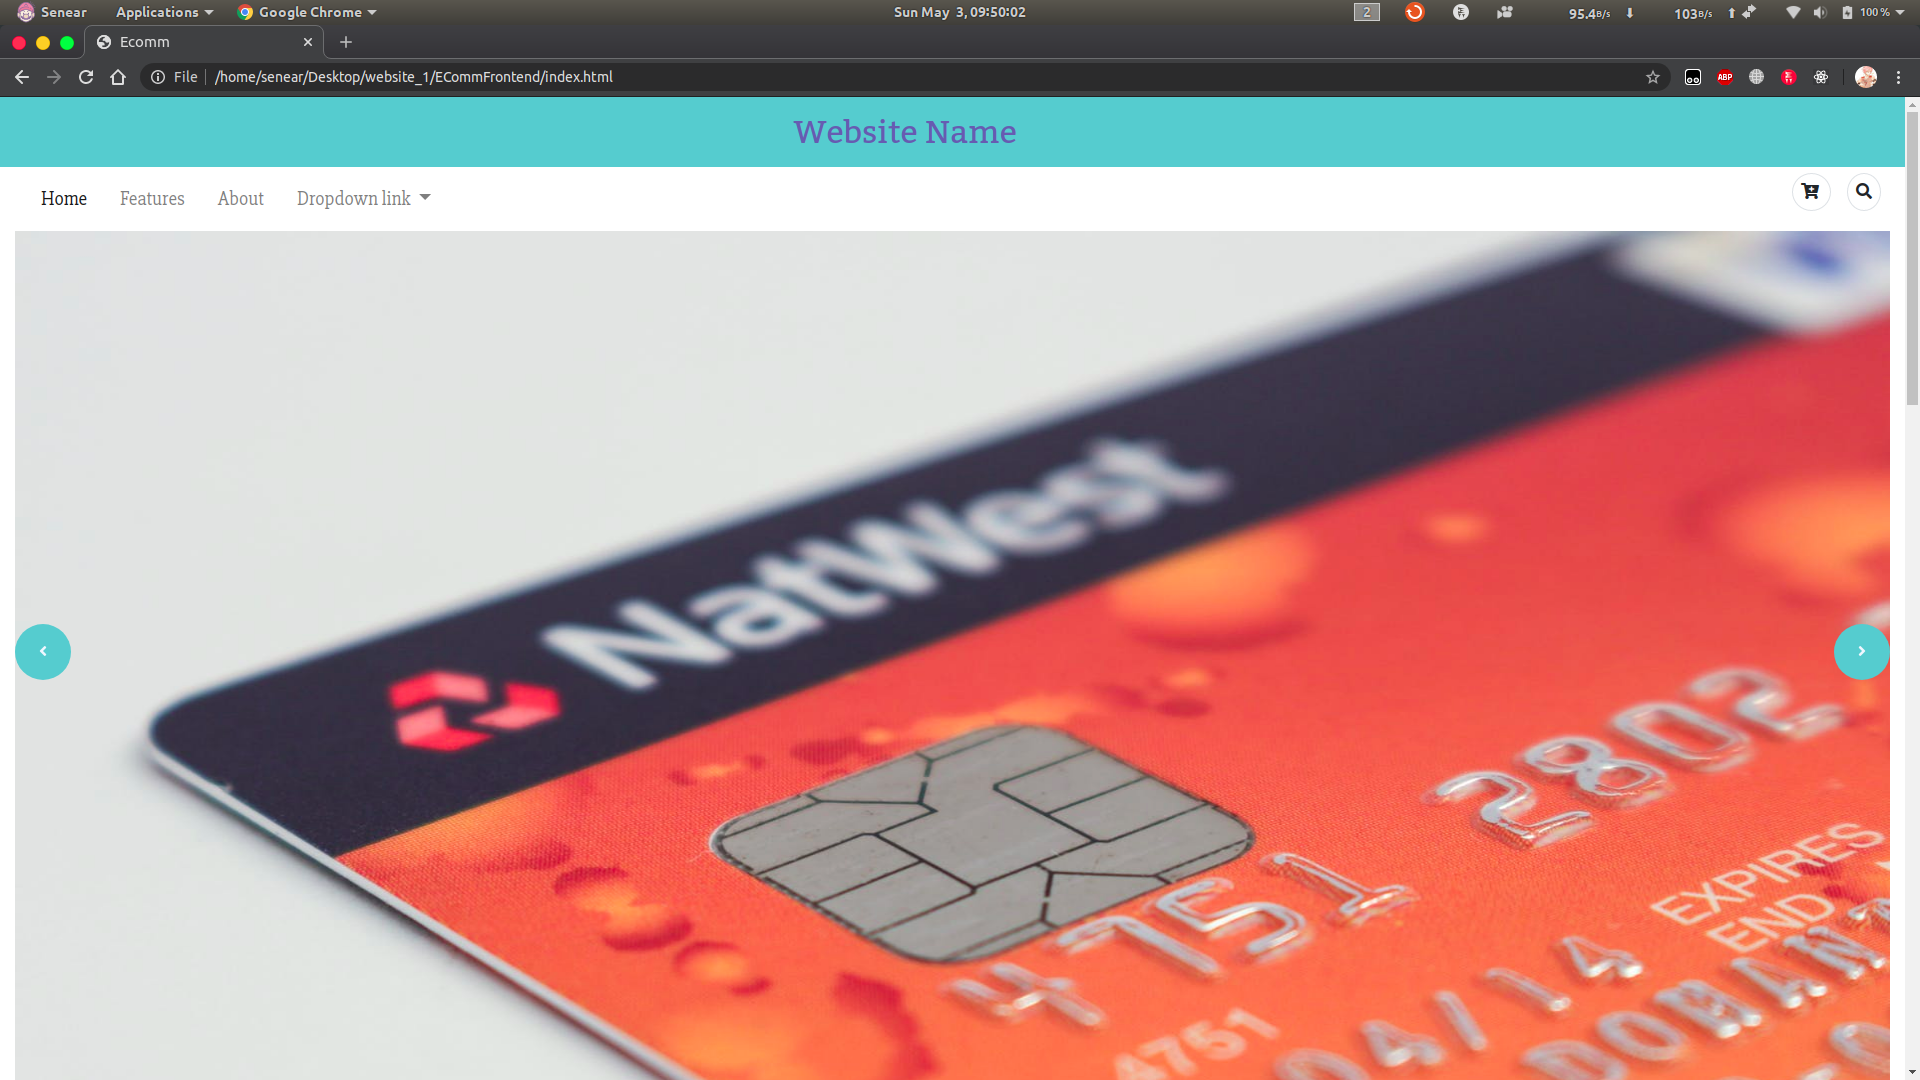 Senear Applications Google Chrome Sun May 3, 09:50:02 2 95.4B/s 103B/s 100 %
Ecomm
File /home/senear/Desktop/website_1/ECommFrontend/index.html ABP
Website Name
Home Features About Dropdown link
NatWest
2802
4751
EXPIRES
END
04/14
4751